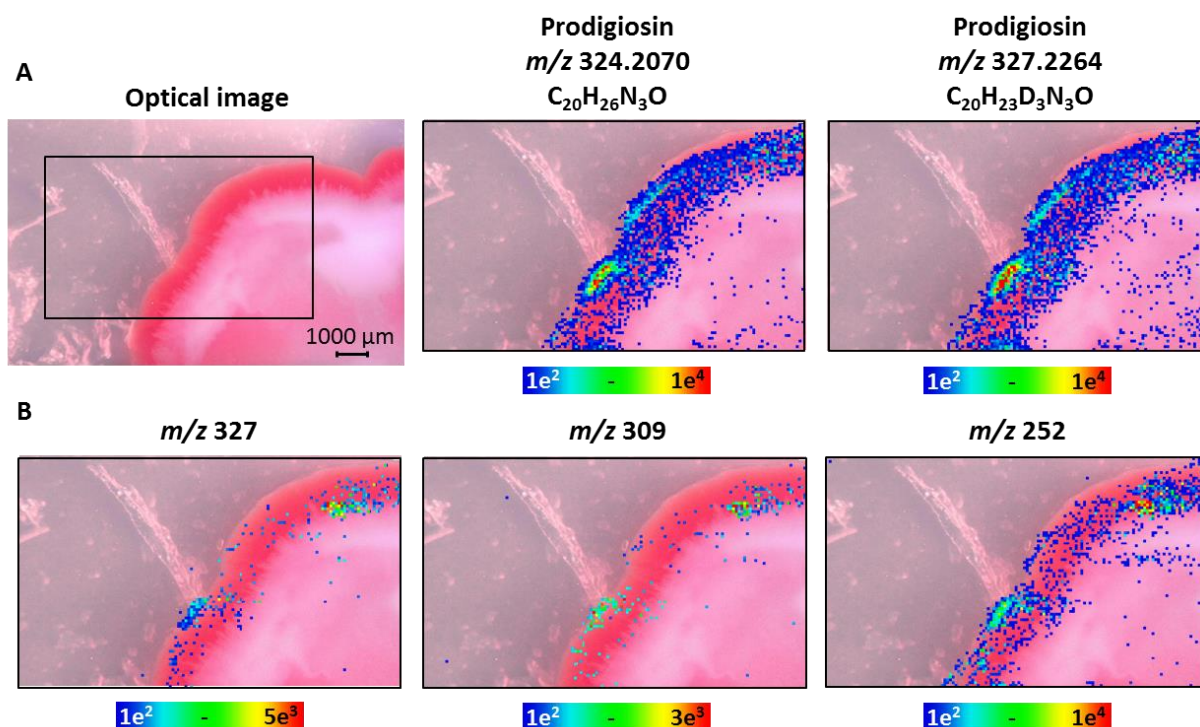 A
Optical image
1000 µm
Prodigiosin
m/z 324.2070
C₂₀H₂₆N₃O
1e² - 1e⁴
Prodigiosin
m/z 327.2264
C₂₀H₂₃D₃N₃O
1e² - 1e⁴
B
m/z 327
1e² - 5e³
m/z 309
1e² - 3e³
m/z 252
1e² - 1e⁴